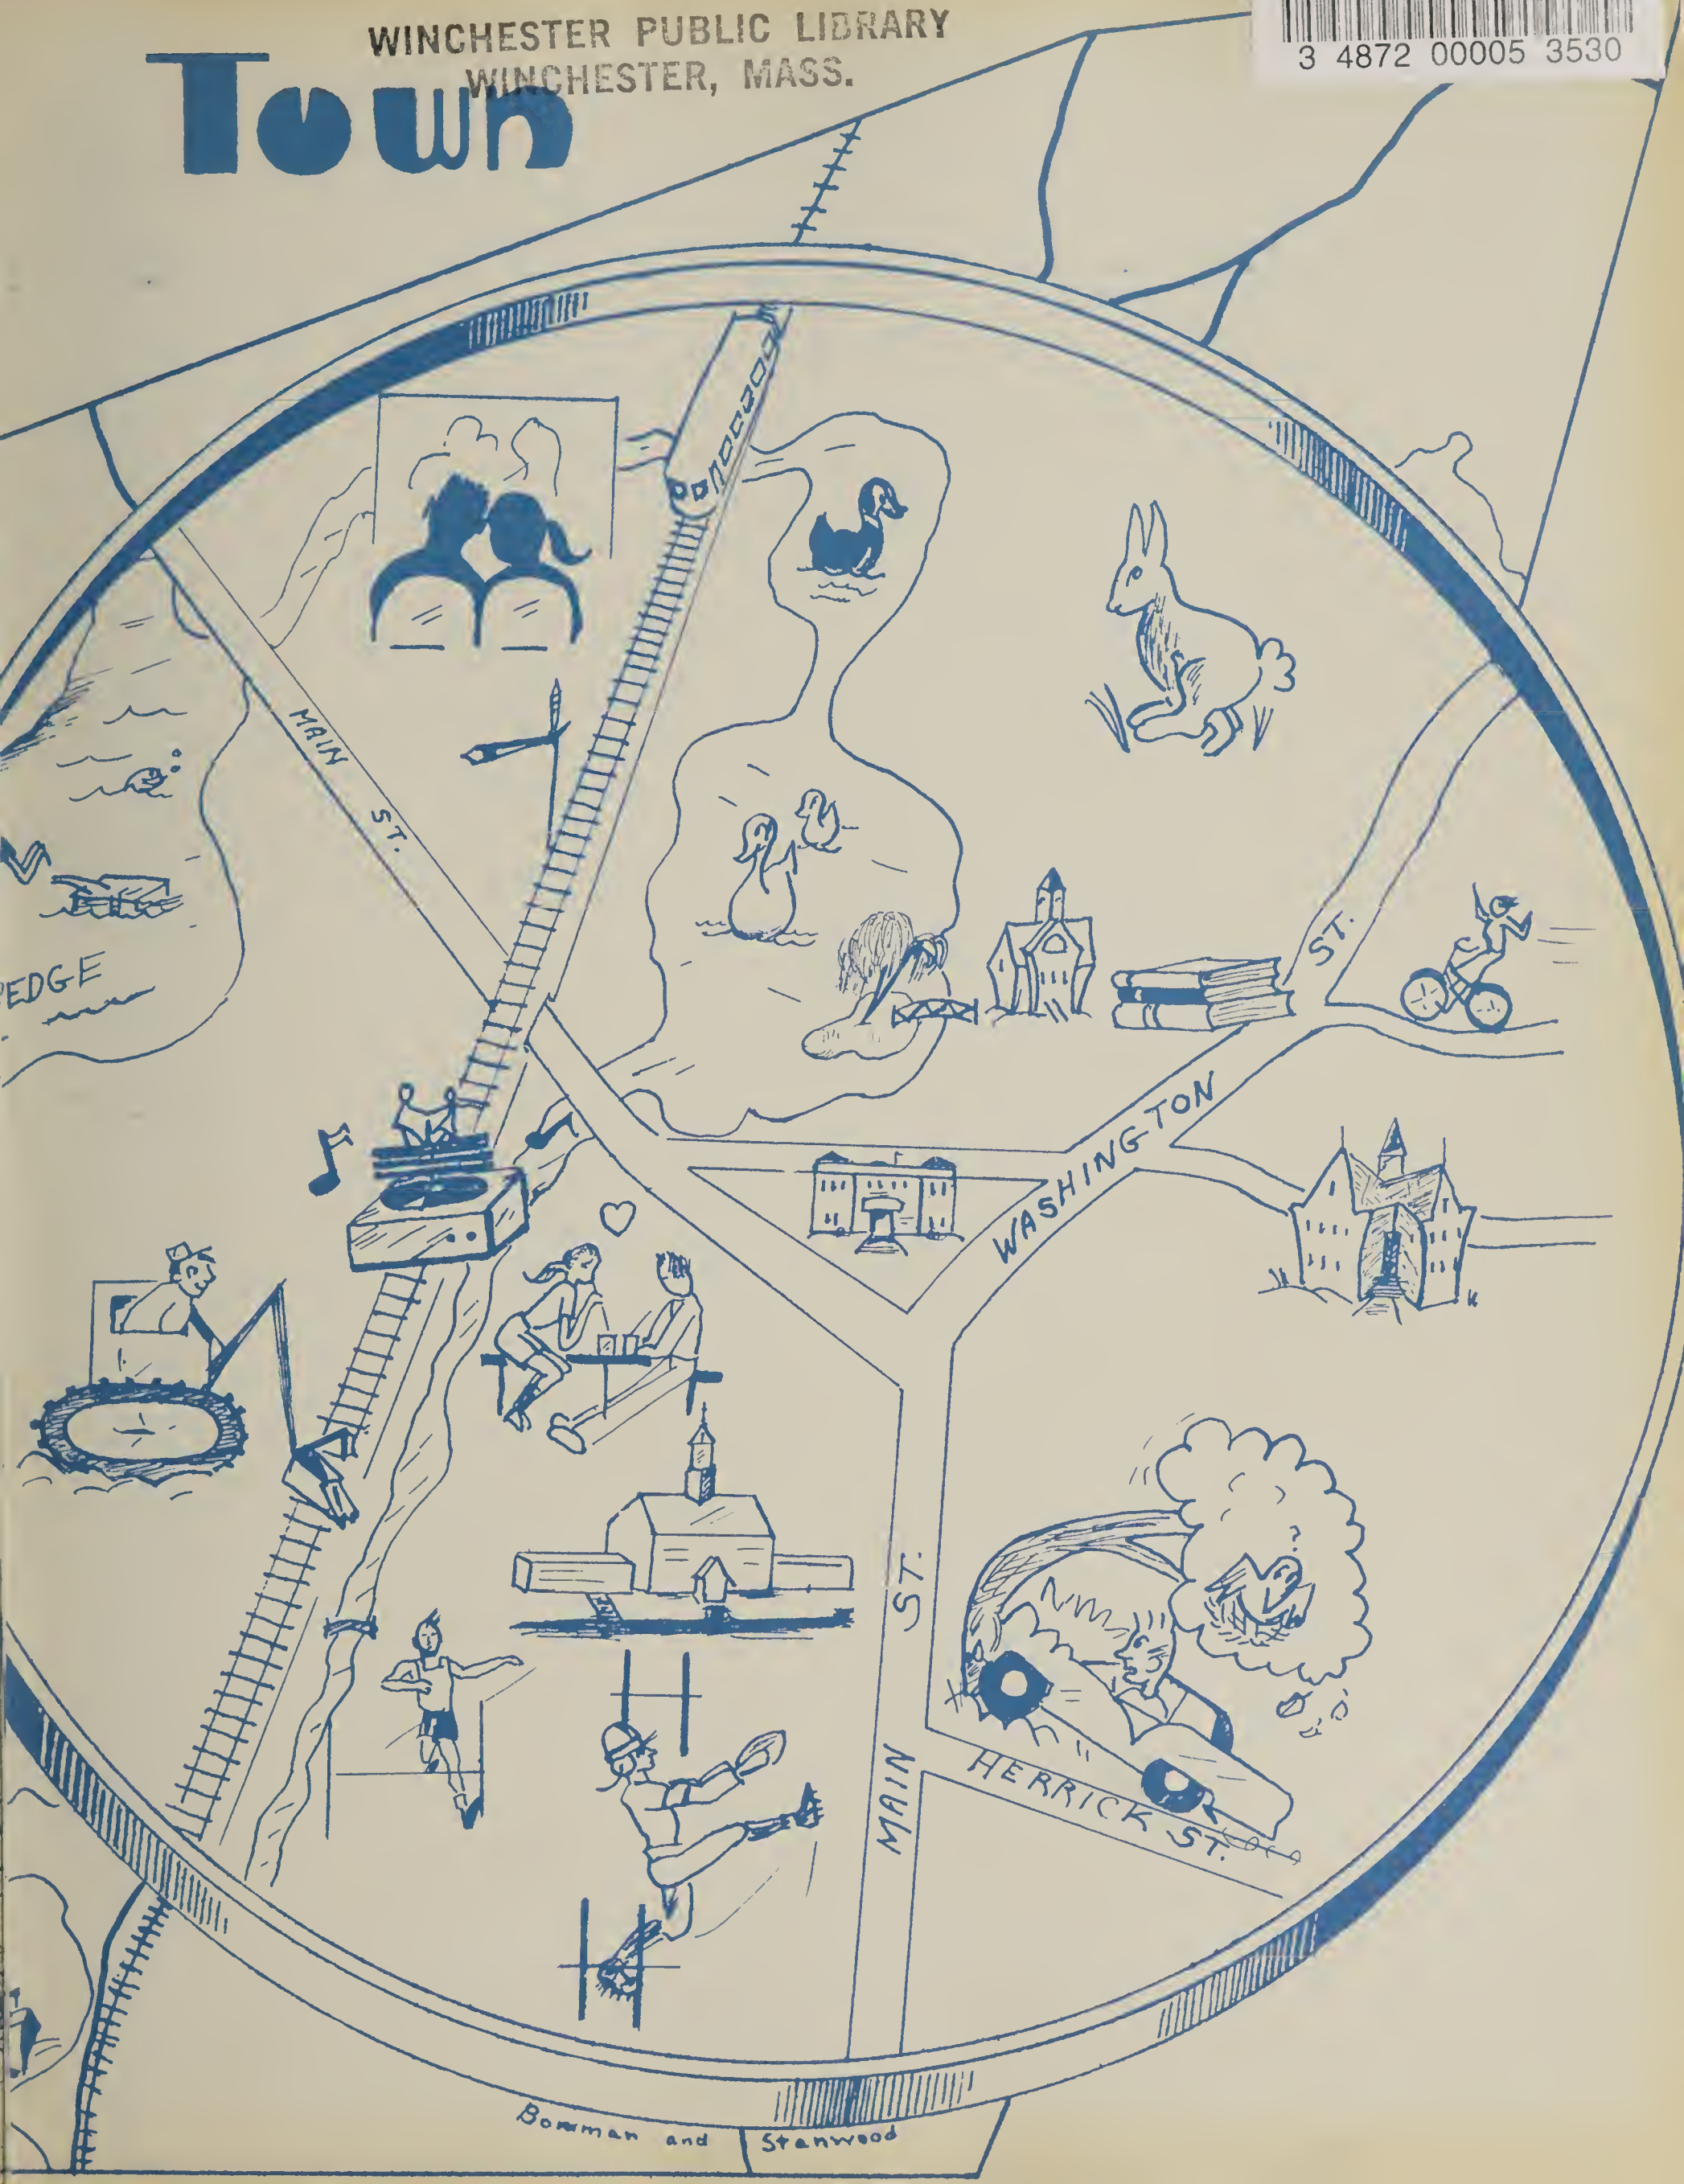 WINCHESTER PUBLIC LIBRARY
WINCHESTER, MASS.
3 4872 00005 3530
Town
MAIN
ST.
EDGE
ST.
WASHINGTON
ST.
MAIN
HERRICK ST.
Bowman and Stanwood